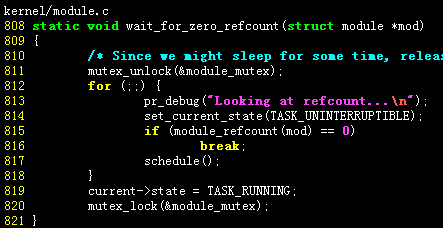 kernel/module.c
808 static void wait_for_zero_refcount(struct module *mod)
809 {
810         /* Since we might sleep for some time, releas
811         mutex_unlock(&module_mutex);
812         for (;;) {
813                 pr_debug("Looking at refcount...\n");
814                 set_current_state(TASK_UNINTERRUPTIBLE);
815                 if (module_refcount(mod) == 0)
816                         break;
817                 schedule();
818         }
819         current->state = TASK_RUNNING;
820         mutex_lock(&module_mutex);
821 }